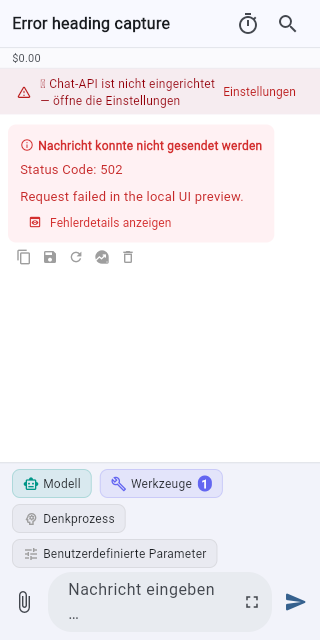 Error heading capture
$0.00
Chat-API ist nicht eingerichtet
— öffne die Einstellungen
Einstellungen
Nachricht konnte nicht gesendet werden
Status Code: 502
Request failed in the local UI preview.
Fehlerdetails anzeigen
Modell
Werkzeuge 1
Denkprozess
Benutzerdefinierte Parameter
Nachricht eingeben
...